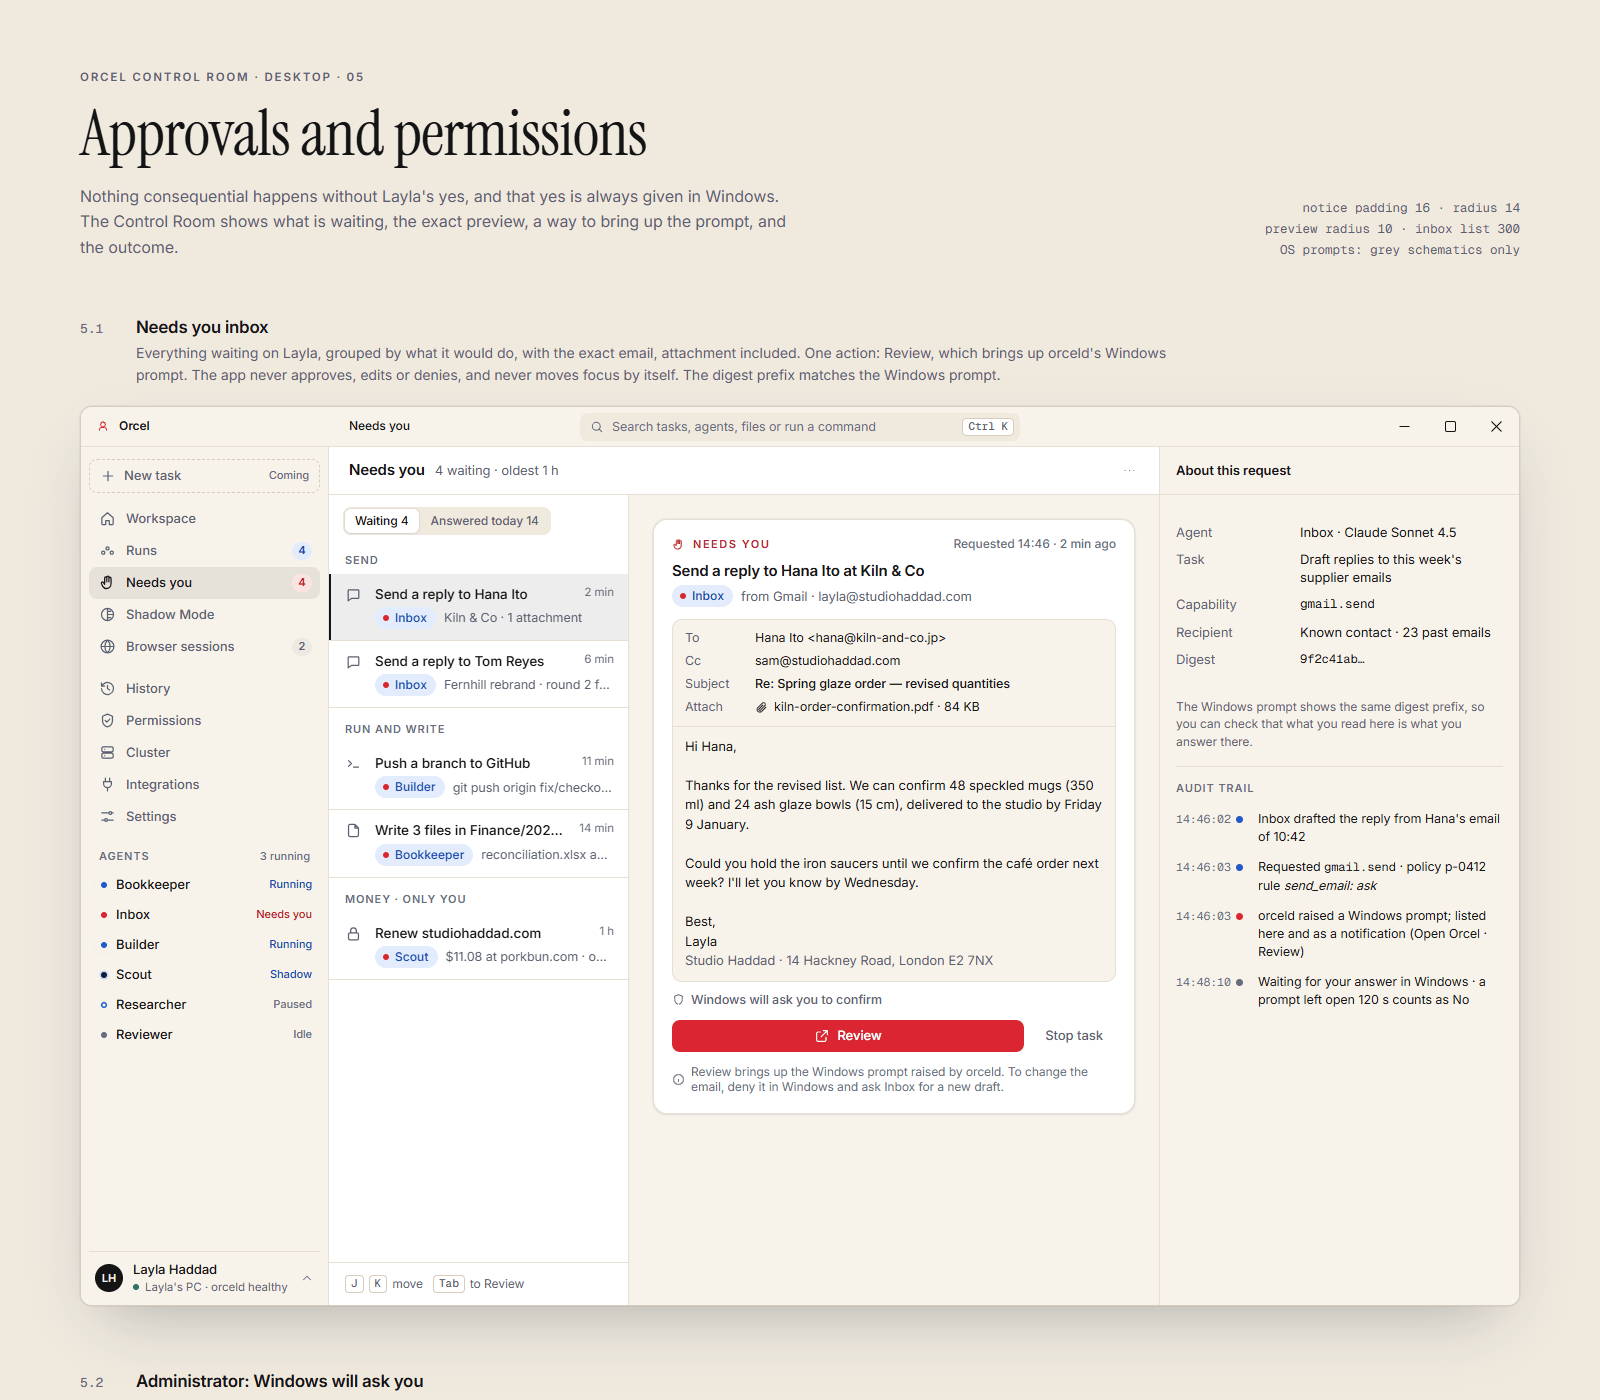 ORCEL CONTROL ROOM · DESKTOP · 05
Approvals and permissions
Nothing consequential happens without Layla's yes, and that yes is always given in Windows.
The Control Room shows what is waiting, the exact preview, a way to bring up the prompt, and
the outcome.
notice padding 16 · radius 14
preview radius 10 · inbox list 300
OS prompts: grey schematics only
5.1
Needs you inbox
Everything waiting on Layla, grouped by what it would do, with the exact email, attachment included. One action: Review, which brings up orceld's Windows
prompt. The app never approves, edits or denies, and never moves focus by itself. The digest prefix matches the Windows prompt.
Orcel
Needs you
Search tasks, agents, files or run a command
Ctrl K
New task
Coming
Workspace
Runs
4
Needs you
4
Shadow Mode
Browser sessions
2
History
Permissions
Cluster
Integrations
Settings
AGENTS
3 running
Bookkeeper
Running
Inbox
Needs you
Builder
Running
Scout
Shadow
Researcher
Paused
Reviewer
Idle
LH
Layla Haddad
Layla's PC · orceld healthy
Needs you
4 waiting · oldest 1 h
···
Waiting 4
Answered today 14
SEND
Send a reply to Hana Ito
2 min
Inbox
Kiln & Co · 1 attachment
Send a reply to Tom Reyes
6 min
Inbox
Fernhill rebrand · round 2 f...
RUN AND WRITE
Push a branch to GitHub
11 min
Builder
git push origin fix/checko...
Write 3 files in Finance/202...
14 min
Bookkeeper
reconciliation.xlsx a...
MONEY · ONLY YOU
Renew studiohaddad.com
1 h
Scout
$11.08 at porkbun.com · o...
J K move Tab to Review
NEEDS YOU
Requested 14:46 · 2 min ago
Send a reply to Hana Ito at Kiln & Co
Inbox
from Gmail · layla@studiohaddad.com
To
Hana Ito <hana@kiln-and-co.jp>
Cc
sam@studiohaddad.com
Subject
Re: Spring glaze order — revised quantities
Attach
kiln-order-confirmation.pdf · 84 KB
Hi Hana,
Thanks for the revised list. We can confirm 48 speckled mugs (350
ml) and 24 ash glaze bowls (15 cm), delivered to the studio by Friday
9 January.
Could you hold the iron saucers until we confirm the café order next
week? I'll let you know by Wednesday.
Best,
Layla
Studio Haddad · 14 Hackney Road, London E2 7NX
Windows will ask you to confirm
Review
Stop task
Review brings up the Windows prompt raised by orceld. To change the
email, deny it in Windows and ask Inbox for a new draft.
About this request
Agent
Inbox · Claude Sonnet 4.5
Task
Draft replies to this week's
supplier emails
Capability
gmail.send
Recipient
Known contact · 23 past emails
Digest
9f2c41ab…
The Windows prompt shows the same digest prefix, so
you can check that what you read here is what you
answer there.
AUDIT TRAIL
14:46:02
Inbox drafted the reply from Hana's email
of 10:42
14:46:03
Requested gmail.send · policy p-0412
rule send_email: ask
14:46:03
orceld raised a Windows prompt; listed
here and as a notification (Open Orcel ·
Review)
14:48:10
Waiting for your answer in Windows · a
prompt left open 120 s counts as No
5.2
Administrator: Windows will ask you